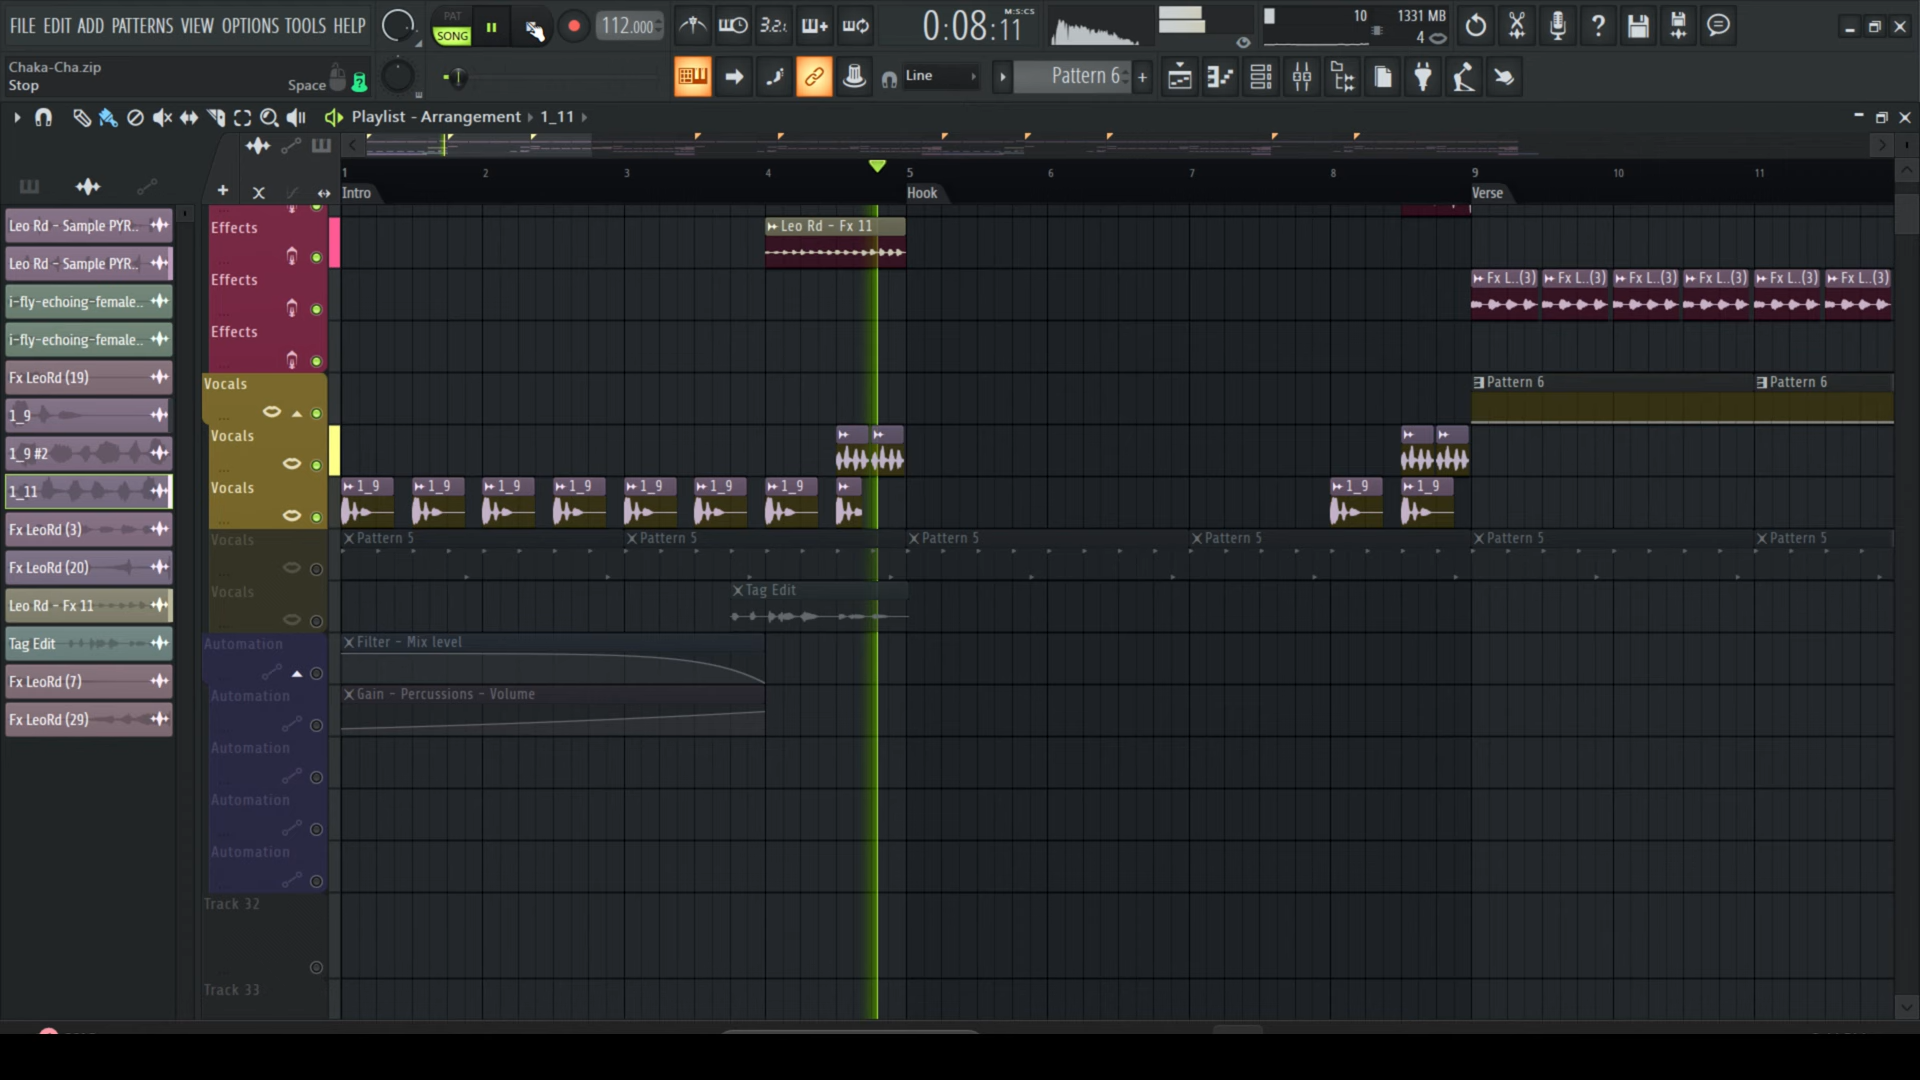 FILE EDIT ADD PATTERNS VIEW OPTIONS TOOLS HELP
PAT
SONG
112.000
3.2.
0:08:11
M:S:CS
10
1331 MB
4
Chaka-Cha.zip
Stop
Space
Line
Pattern 6
Playlist - Arrangement
1_11
1 2 3 4 5 6 7 8 9 10 11
Intro
Hook
Verse
Leo Rd - Sample PYR..
Leo Rd - Sample PYR..
i-fly-echoing-female..
i-fly-echoing-female..
Fx LeoRd (19)
1_9
1_9 #2
1_11
Fx LeoRd (3)
Fx LeoRd (20)
Leo Rd - Fx 11
Tag Edit
Fx LeoRd (7)
Fx LeoRd (29)
Effects
Leo Rd - Fx 11
Effects
Fx L..(3) Fx L..(3) Fx L..(3) Fx L..(3) Fx L..(3) Fx L..(3)
Effects
Vocals
Pattern 6 Pattern 6
Vocals
Vocals
1_9 1_9 1_9 1_9 1_9 1_9 1_9 1_9 1_9
Vocals
Pattern 5 Pattern 5 Pattern 5 Pattern 5 Pattern 5 Pattern 5
Vocals
Tag Edit
Automation
Filter - Mix level
Automation
Gain - Percussions - Volume
Automation
Automation
Automation
Track 32
Track 33